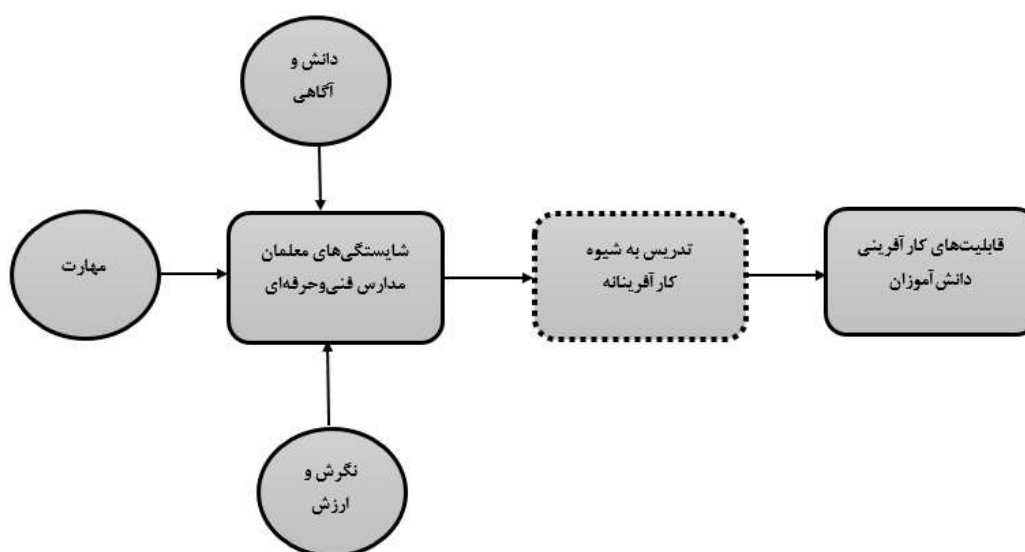 دانش و
آگاهی
مهارت
شایستگی‌های معلمان
مدارس فنی‌وحرفه‌ای
تدریس به شیوه
کارآفرینانه
قابلیت‌های کارآفرینی
دانش‌آموزان
نگرش و
ارزش